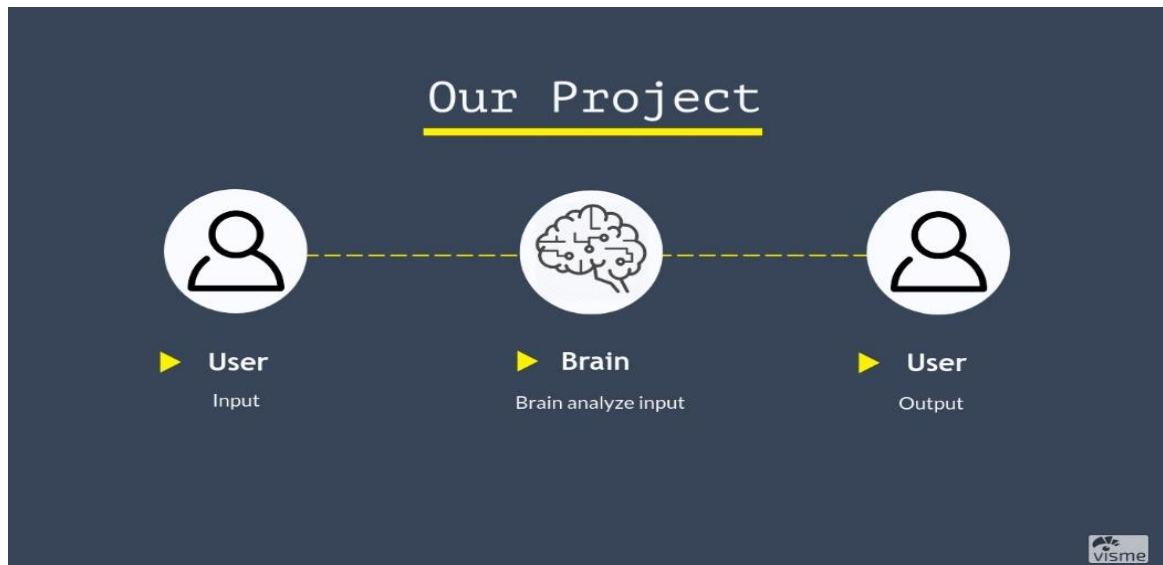 Our Project
User
Input
Brain
Brain analyze input
User
Output
visme